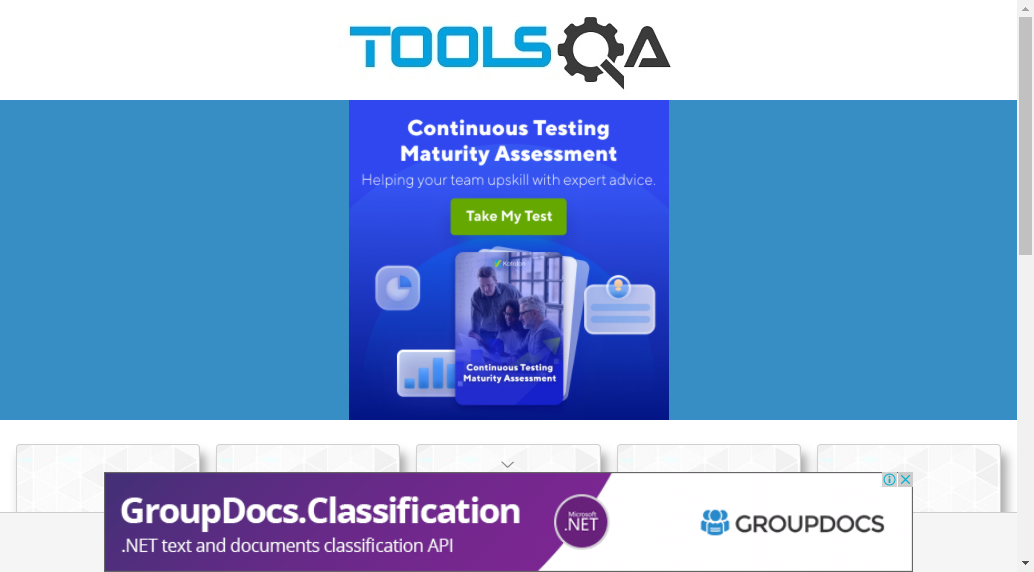 TOOLSQA
Continuous Testing
Maturity Assessment
Helping your team upskill with expert advice.
Take My Test
Katalon
Continuous Testing
Maturity Assessment
GroupDocs.Classification
.NET text and documents classification API
Microsoft
.NET
GROUPDOCS